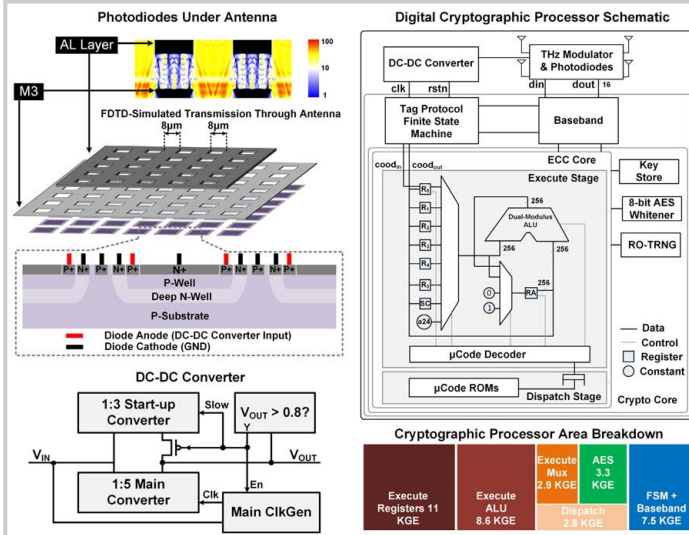 Photodiodes Under Antenna
AL Layer
M3
100
10
1
FDTD-Simulated Transmission Through Antenna
8μm
8μm
P+ N+ P+ N+ P+ N+ P+ N+ P+ N+ P+
P-Well
Deep N-Well
P-Substrate
Diode Anode (DC-DC Converter Input)
Diode Cathode (GND)
DC-DC Converter
1:3 Start-up
Converter
Slow
VOUT > 0.8?
Y
VIN
VOUT
1:5 Main
Converter
En
Clk
Main ClkGen
Digital Cryptographic Processor Schematic
DC-DC Converter
THz Modulator
& Photodiodes
clk
rstn
din
dout
16
Tag Protocol
Finite State
Machine
Baseband
ECC Core
coodin
coodout
Execute Stage
Key
Store
8-bit AES
Whitener
RO-TRNG
R0
R1
R2
R3
R4
R5
SC
a24
256
Dual-Modulus
ALU
256
256
0
1
RA
256
μCode Decoder
μCode ROMs
Dispatch Stage
Crypto Core
Data
Control
Register
Constant
Cryptographic Processor Area Breakdown
Execute
Registers 11
KGE
Execute
ALU
8.6 KGE
Execute
Mux
2.9 KGE
AES
3.3
KGE
Dispatch
2.8 KGE
FSM +
Baseband
7.5 KGE